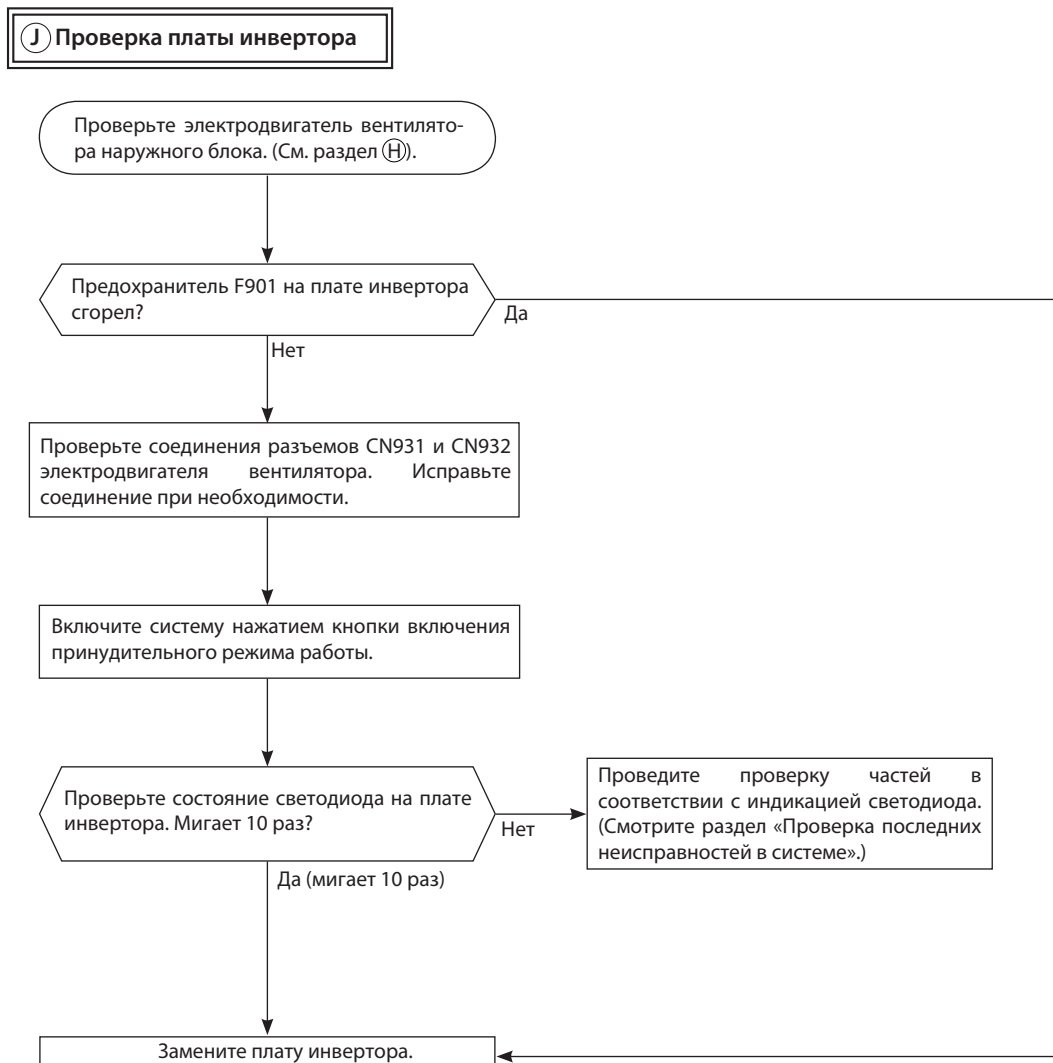 J Проверка платы инвертора
Проверьте электродвигатель вентилято-
ра наружного блока. (См. раздел Ⓗ).
Предохранитель F901 на плате инвертора
сгорел?
Да
Нет
Проверьте соединения разъемов CN931 и CN932
электродвигателя вентилятора. Исправьте
соединение при необходимости.
Включите систему нажатием кнопки включения
принудительного режима работы.
Проверьте состояние светодиода на плате
инвертора. Мигает 10 раз?
Нет
Проведите проверку частей в
соответствии с индикацией светодиода.
(Смотрите раздел «Проверка последних
неисправностей в системе».)
Да (мигает 10 раз)
Замените плату инвертора.